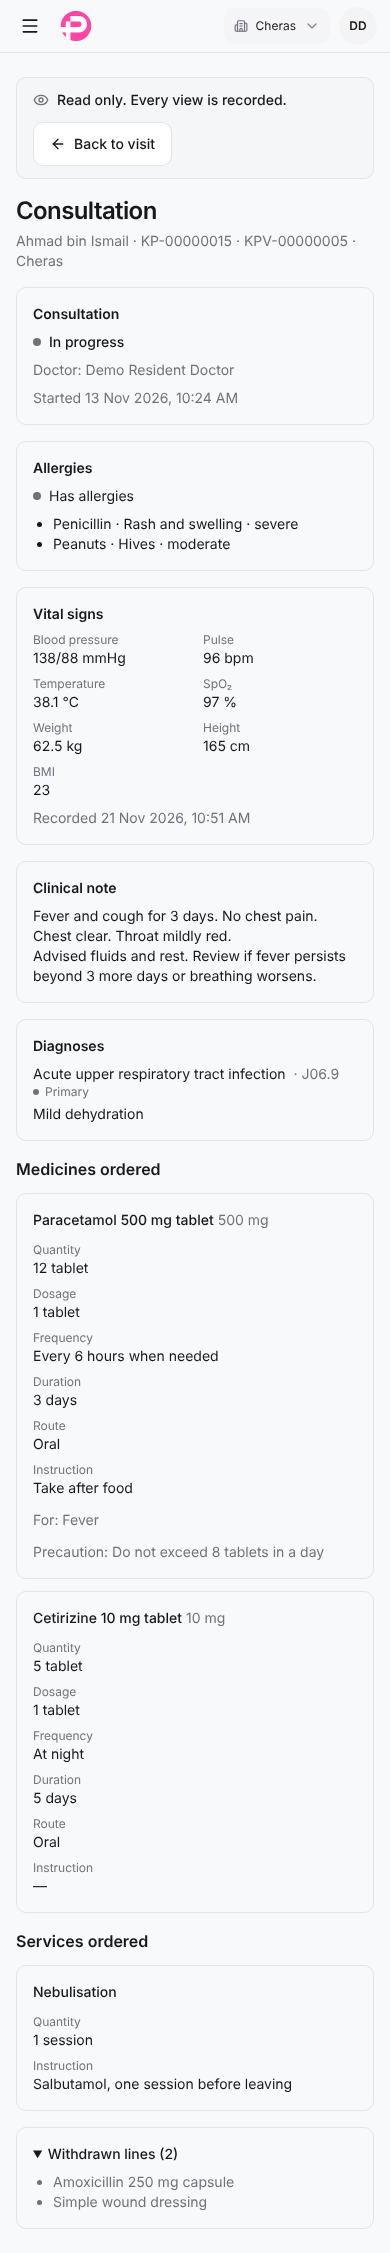 Cheras
DD
Read only. Every view is recorded.
Back to visit
Consultation
Ahmad bin Ismail · KP-00000015 · KPV-00000005 ·
Cheras
Consultation
In progress
Doctor: Demo Resident Doctor
Started 13 Nov 2026, 10:24 AM
Allergies
Has allergies
• Penicillin · Rash and swelling · severe
• Peanuts · Hives · moderate
Vital signs
Blood pressure
138/88 mmHg
Pulse
96 bpm
Temperature
38.1 °C
SpO₂
97 %
Weight
62.5 kg
Height
165 cm
BMI
23
Recorded 21 Nov 2026, 10:51 AM
Clinical note
Fever and cough for 3 days. No chest pain.
Chest clear. Throat mildly red.
Advised fluids and rest. Review if fever persists
beyond 3 more days or breathing worsens.
Diagnoses
Acute upper respiratory tract infection · J06.9
Primary
Mild dehydration
Medicines ordered
Paracetamol 500 mg tablet 500 mg
Quantity
12 tablet
Dosage
1 tablet
Frequency
Every 6 hours when needed
Duration
3 days
Route
Oral
Instruction
Take after food
For: Fever
Precaution: Do not exceed 8 tablets in a day
Cetirizine 10 mg tablet 10 mg
Quantity
5 tablet
Dosage
1 tablet
Frequency
At night
Duration
5 days
Route
Oral
Instruction
—
Services ordered
Nebulisation
Quantity
1 session
Instruction
Salbutamol, one session before leaving
▼ Withdrawn lines (2)
• Amoxicillin 250 mg capsule
• Simple wound dressing